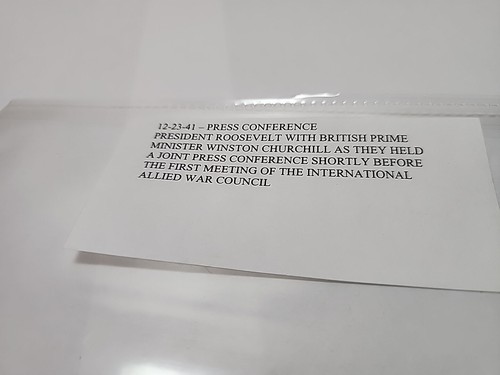 12-23-41 – PRESS CONFERENCE
PRESIDENT ROOSEVELT WITH BRITISH PRIME
MINISTER WINSTON CHURCHILL AS THEY HELD
A JOINT PRESS CONFERENCE SHORTLY BEFORE
THE FIRST MEETING OF THE INTERNATIONAL
ALLIED WAR COUNCIL